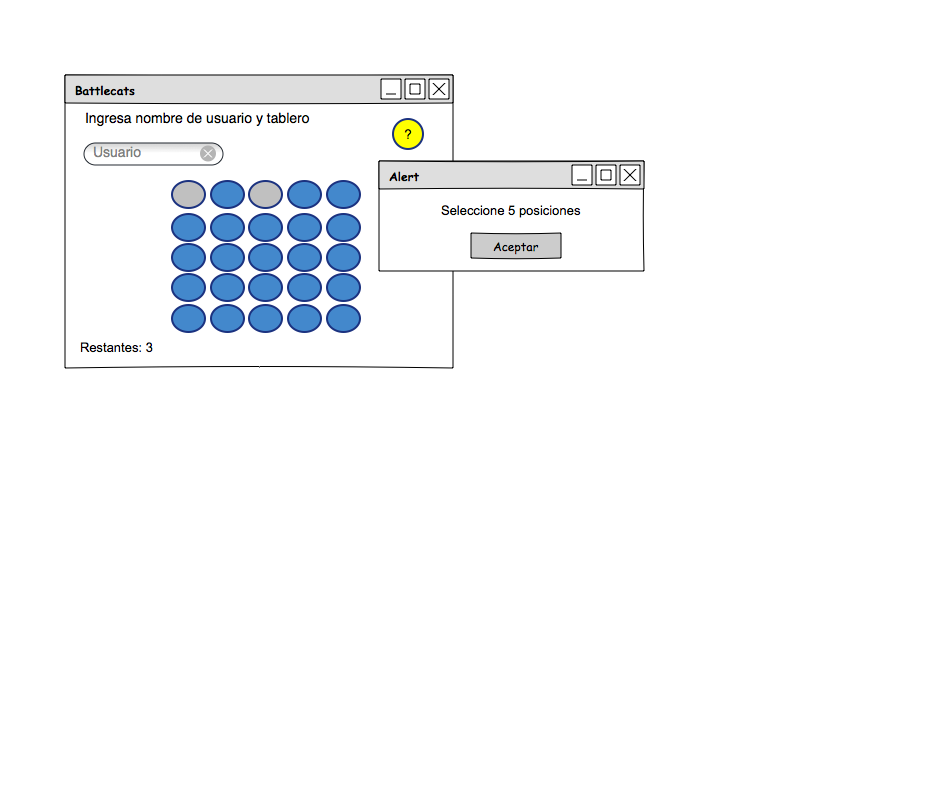 Battlecats
Ingresa nombre de usuario y tablero
?
Usuario
Alert
Seleccione 5 posiciones
Aceptar
Restantes: 3